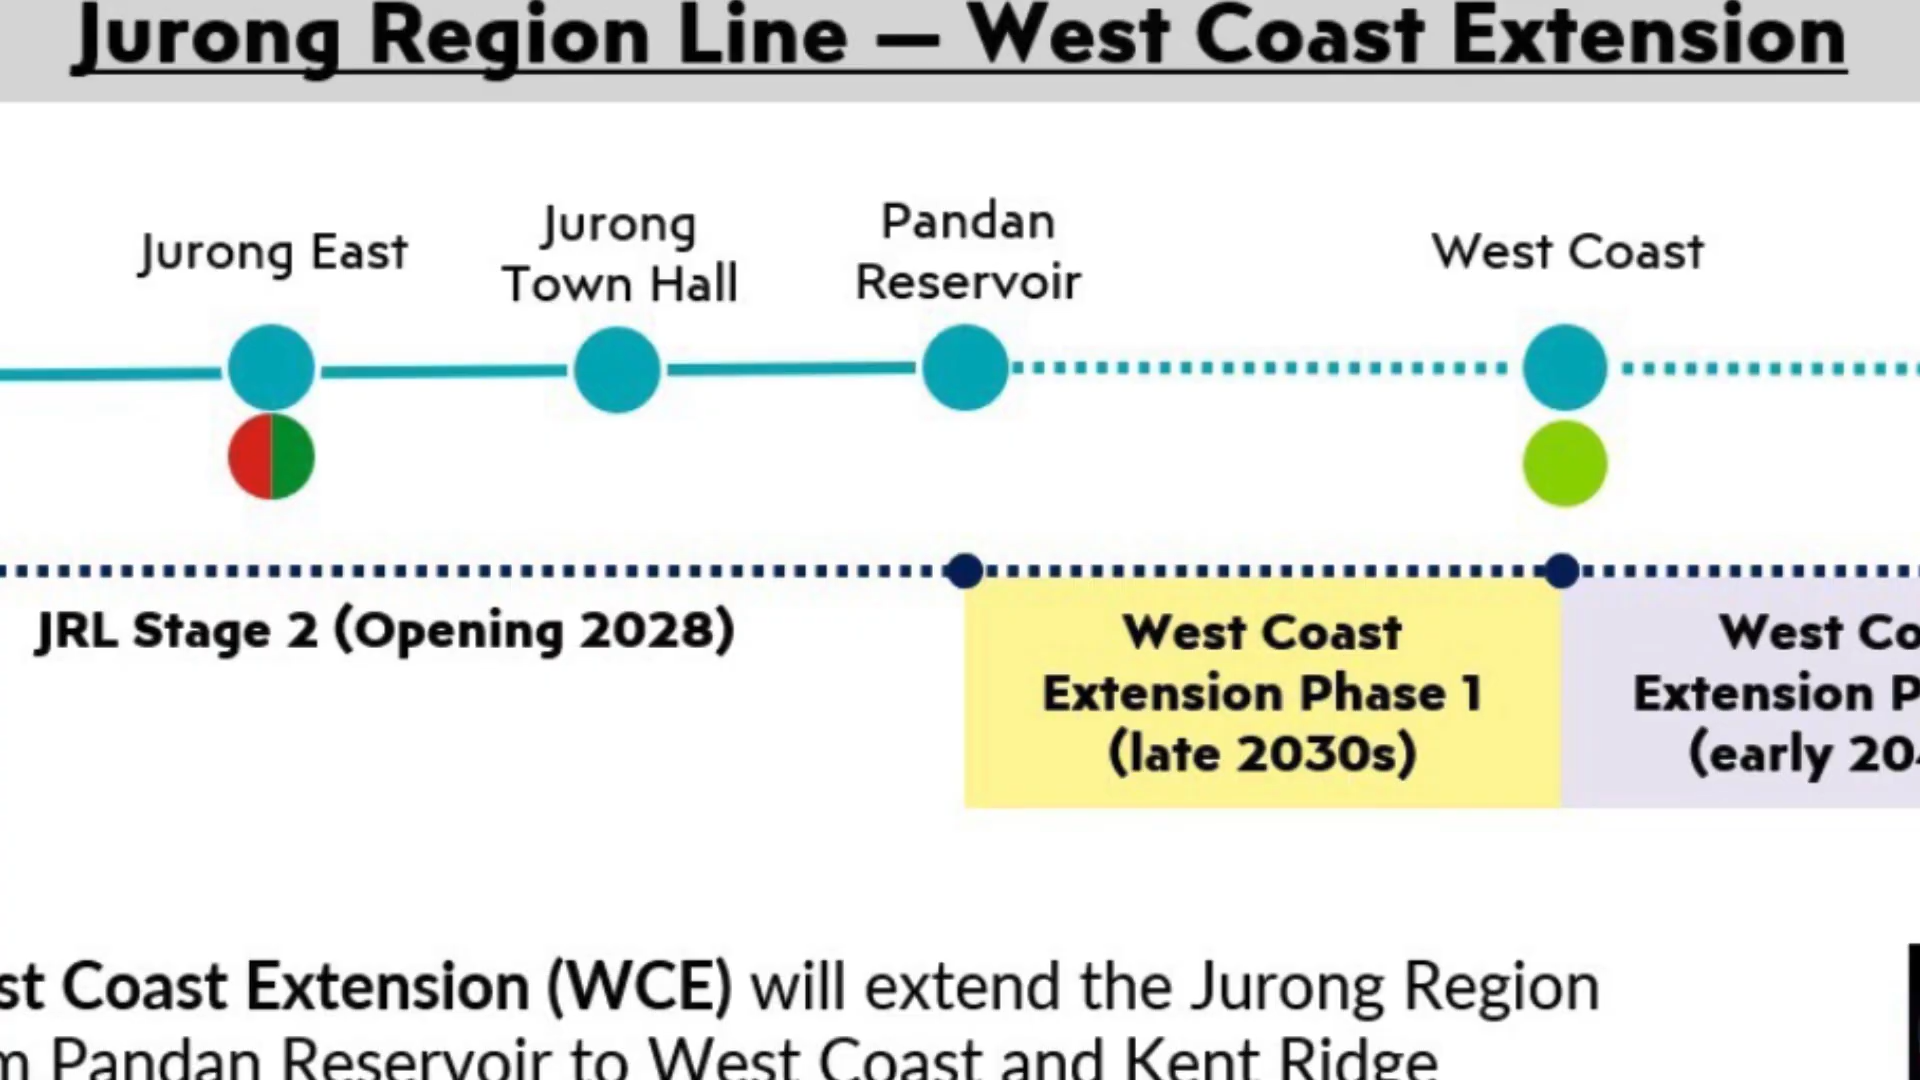 Jurong Region Line — West Coast Extension
Jurong East
Jurong
Town Hall
Pandan
Reservoir
West Coast
JRL Stage 2 (Opening 2028)
West Coast
Extension Phase 1
(late 2030s)
West Co
Extension P
(early 20
st Coast Extension (WCE) will extend the Jurong Region
m Pandan Reservoir to West Coast and Kent Ridge